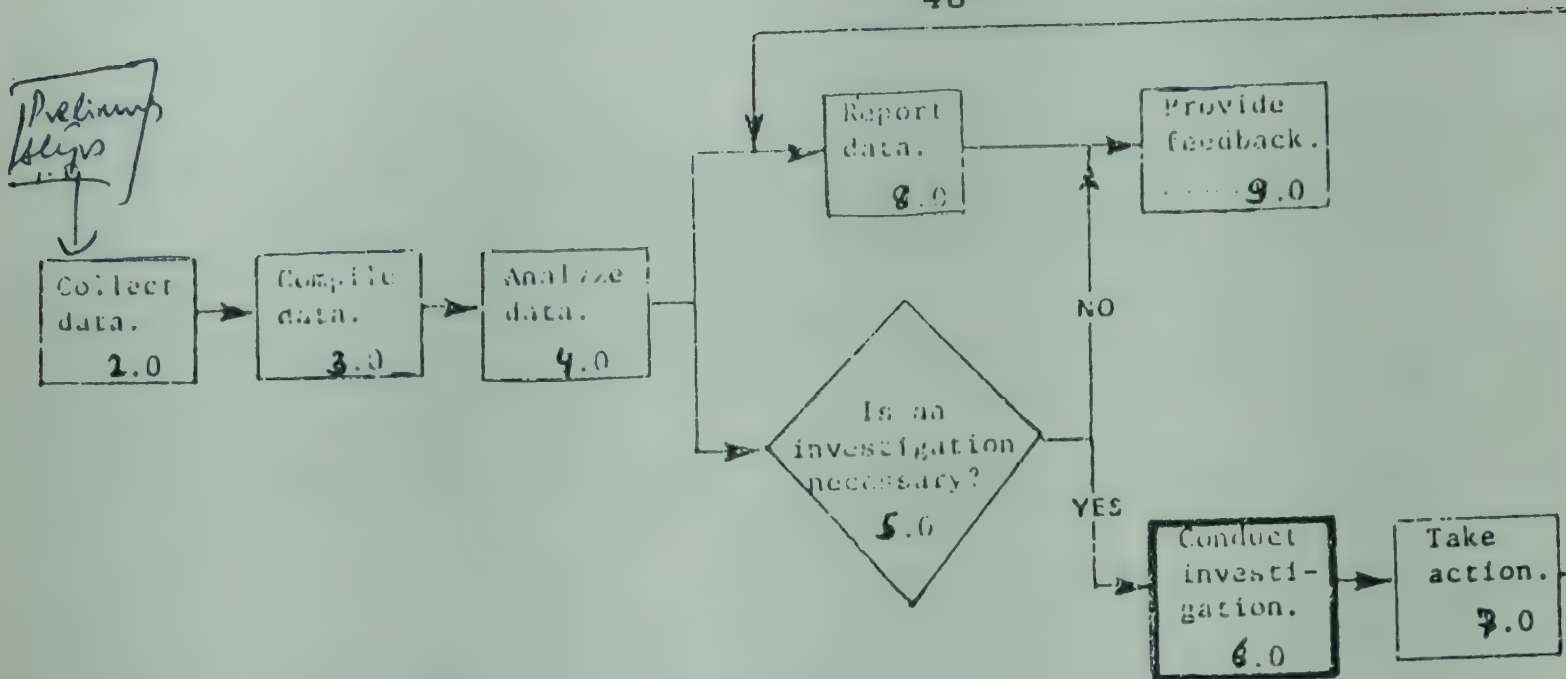 Collect
data.
2.0
Compile
data.
3.0
Analyze
data.
4.0
Report
data.
8.0
Provide
feedback.
9.0
Is an
investigation
necessary?
5.0
NO
YES
Conduct
investi-
gation.
6.0
Take
action.
7.0